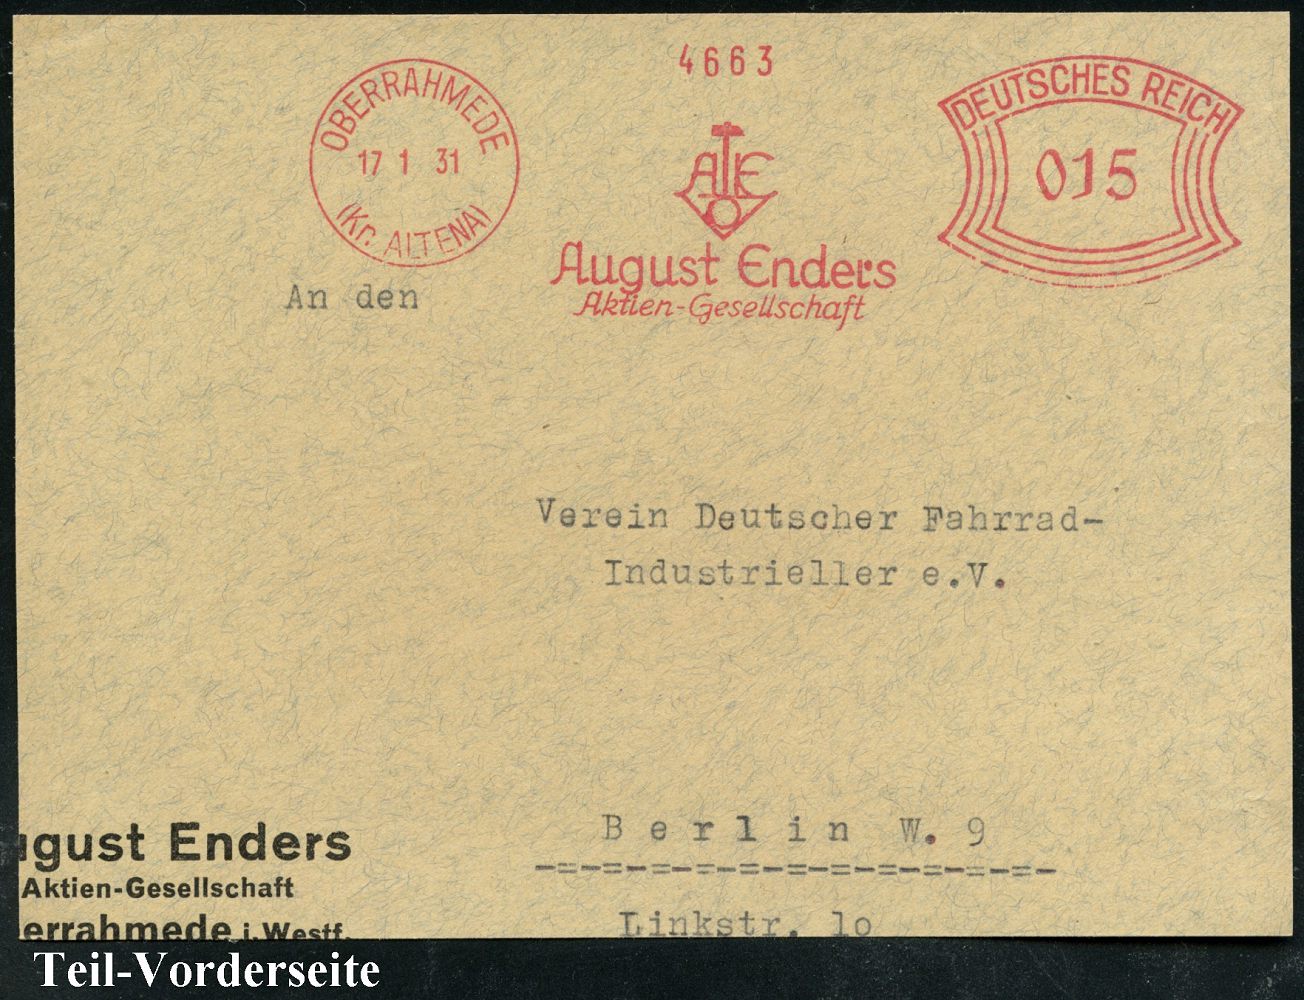 4663
OBERRAHMEDE
17 1 31
(Kr. ALTENA)
AE
August Enders
Aktien-Gesellschaft
DEUTSCHES REICH
015
An den
Verein Deutscher Fahrrad-
Industrieller e.V.
Berlin W. 9
-=-=-=-=-=-=-=-=-=-=-=-
Linkstr. lo
ugust Enders
Aktien-Gesellschaft
errahmede i. Westf.
Teil-Vorderseite